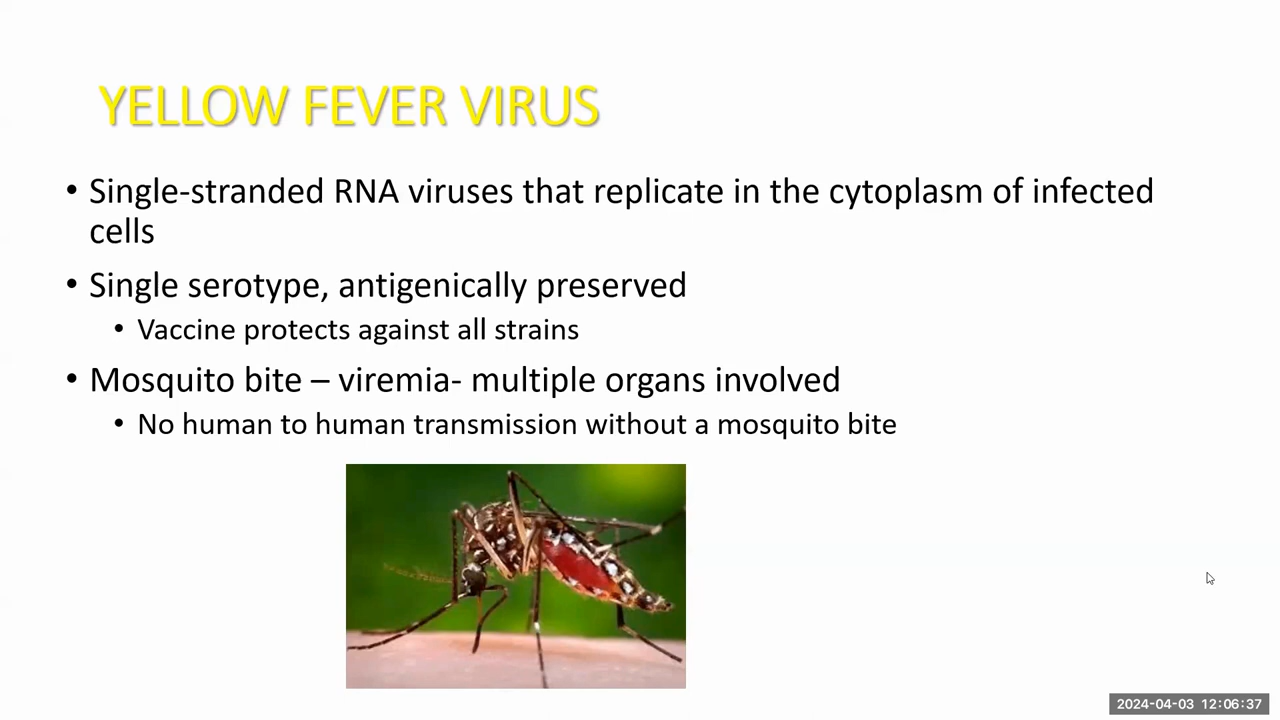 YELLOW FEVER VIRUS
• Single-stranded RNA viruses that replicate in the cytoplasm of infected
cells
• Single serotype, antigenically preserved
• Vaccine protects against all strains
• Mosquito bite – viremia- multiple organs involved
• No human to human transmission without a mosquito bite
2024-04-03 12:06:37